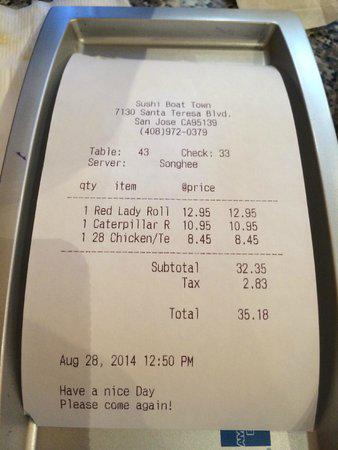 Sushi Boat Town
7130 Santa Teresa Blvd.
San Jose CA95139
(408)972-0379
Table: 43 Check: 33
Server: Songhee
qty item @price
1 Red Lady Roll 12.95 12.95
1 Caterpillar R 10.95 10.95
1 28 Chicken/Te 8.45 8.45
Subtotal 32.35
Tax 2.83
Total 35.18
Aug 28, 2014 12:50 PM
Have a nice Day
Please come again!